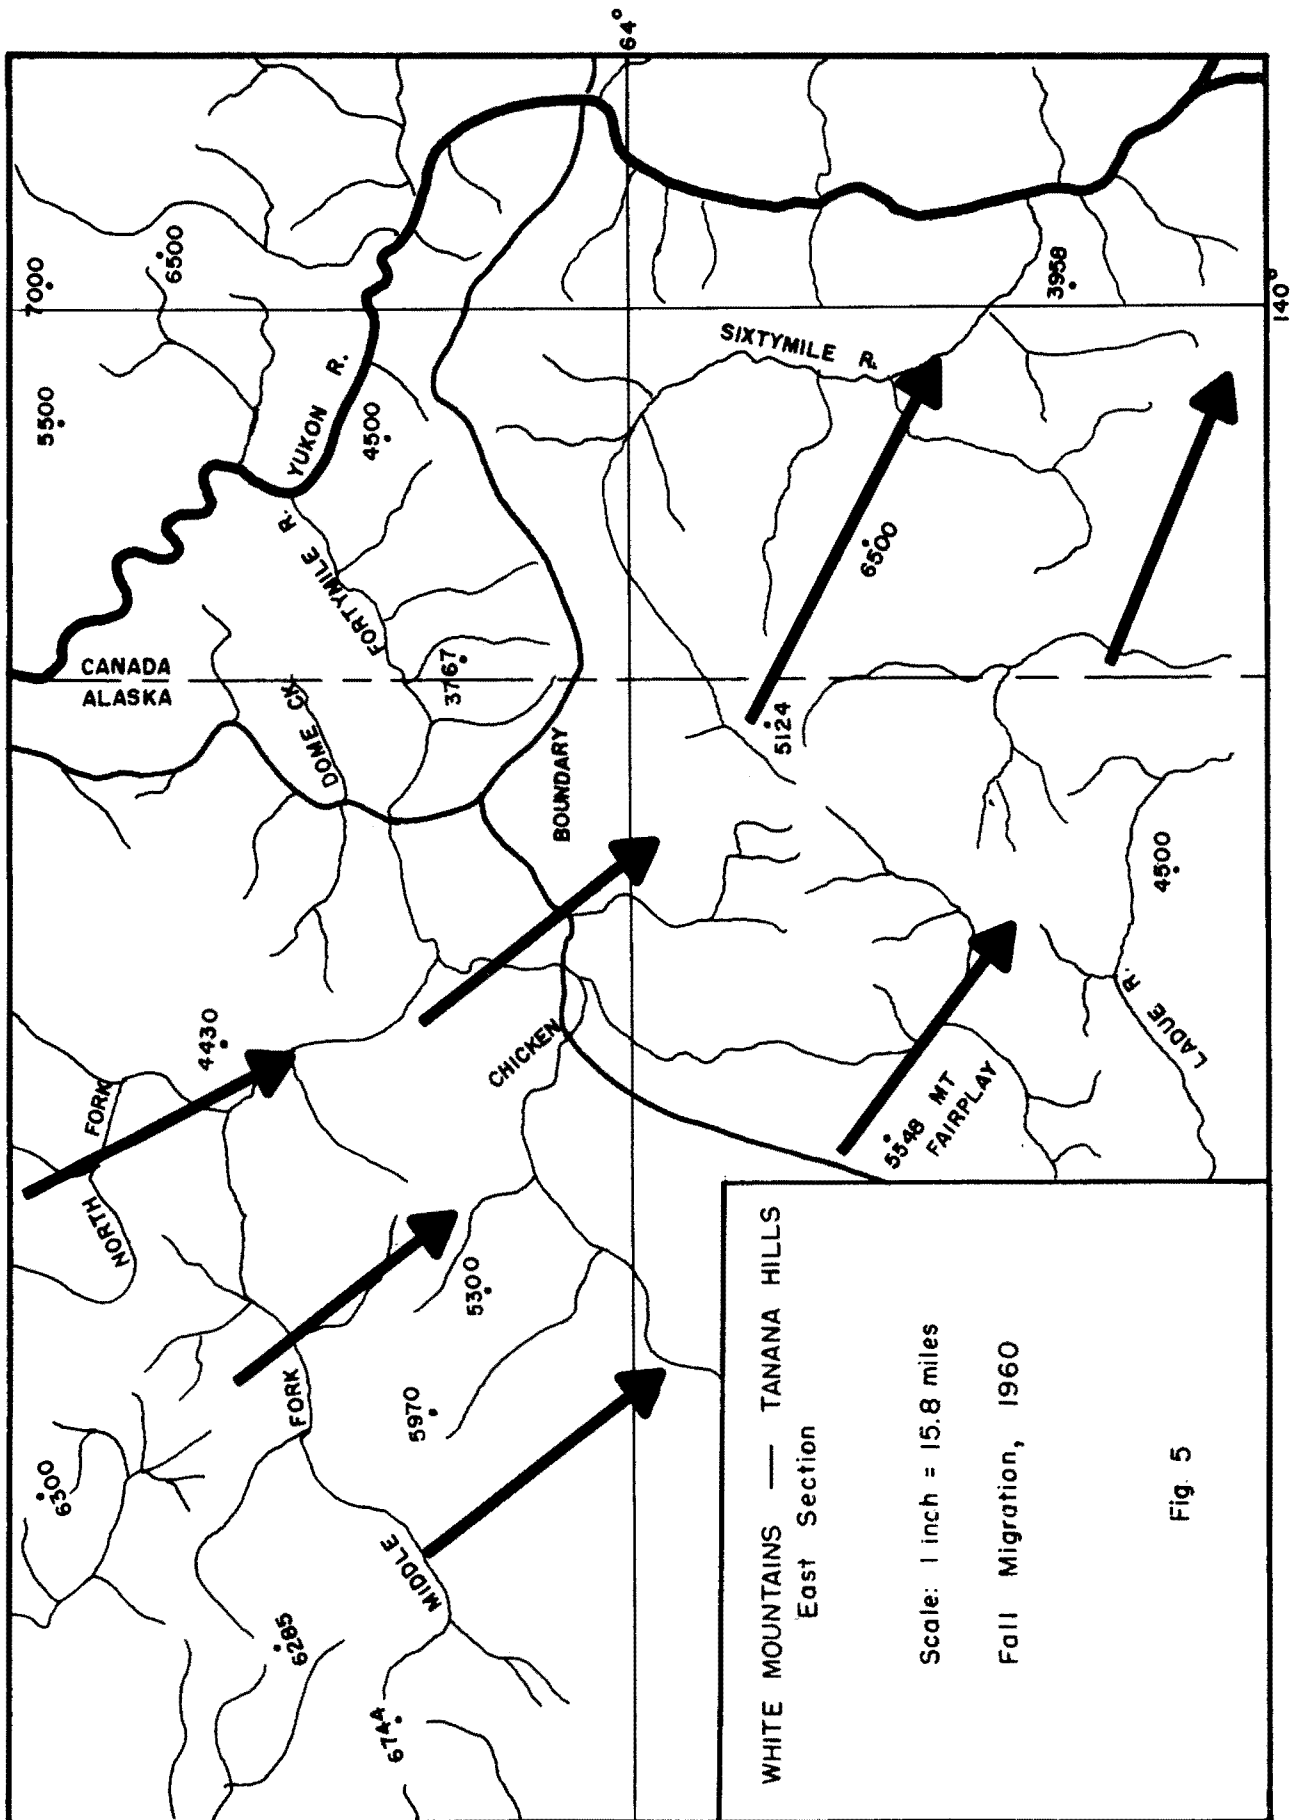 64°
7000
6500
5500
YUKON R.
4500
FORTYMILE R.
CANADA
ALASKA
DOME CK.
3767
BOUNDARY
SIXTYMILE R.
3958
140°
6500
5124
4500
LADUE R.
4430
NORTH FORK
CHICKEN
5548 MT
FAIRPLAY
5300
MIDDLE FORK
5970
6300
6285
6744
WHITE MOUNTAINS — TANANA HILLS
East Section
Scale: 1 inch = 15.8 miles
Fall Migration, 1960
Fig. 5